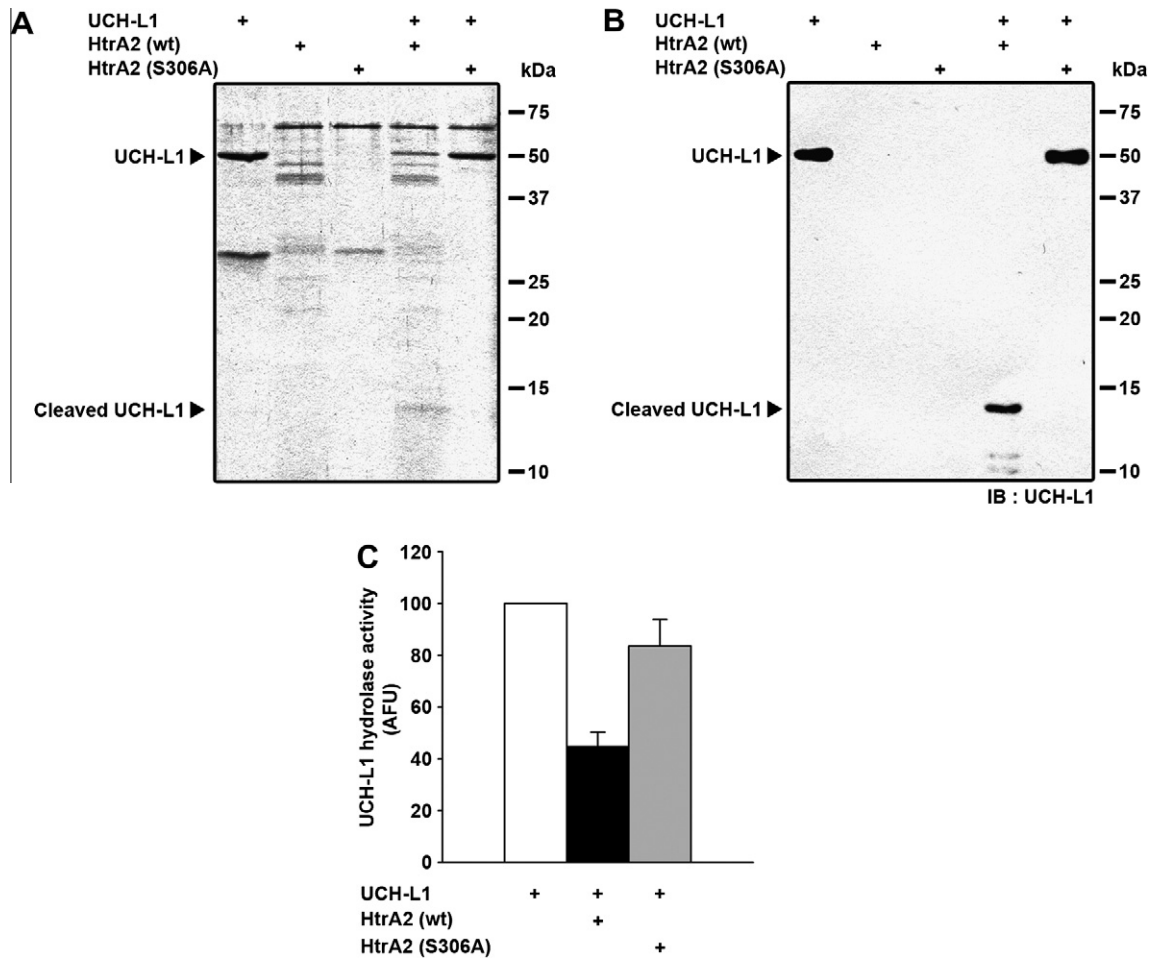 A
UCH-L1 + + +
HtrA2 (wt) + +
HtrA2 (S306A) + +
kDa
75
UCH-L1
50
37
25
20
15
Cleaved UCH-L1
10
B
UCH-L1 + + +
HtrA2 (wt) + +
HtrA2 (S306A) + +
kDa
75
UCH-L1
50
37
25
20
15
Cleaved UCH-L1
10
IB : UCH-L1
C
UCH-L1 hydrolase activity
(AFU)
120
100
80
60
40
20
0
UCH-L1 + + +
HtrA2 (wt) +
HtrA2 (S306A) +